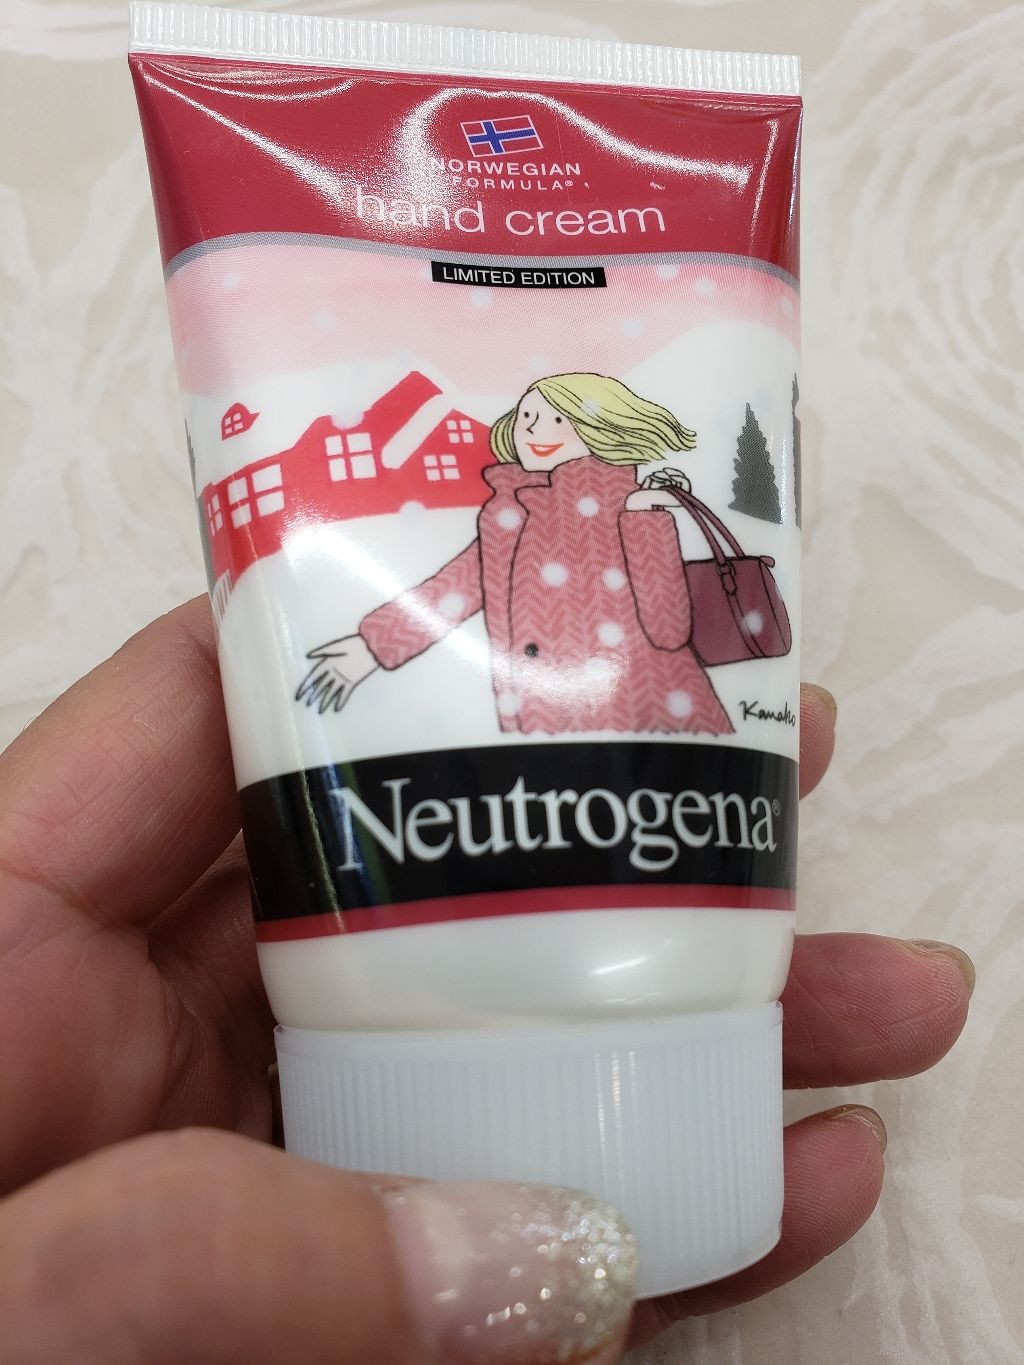 NORWEGIAN
FORMULA®
hand cream
LIMITED EDITION
Kanako
Neutrogena®